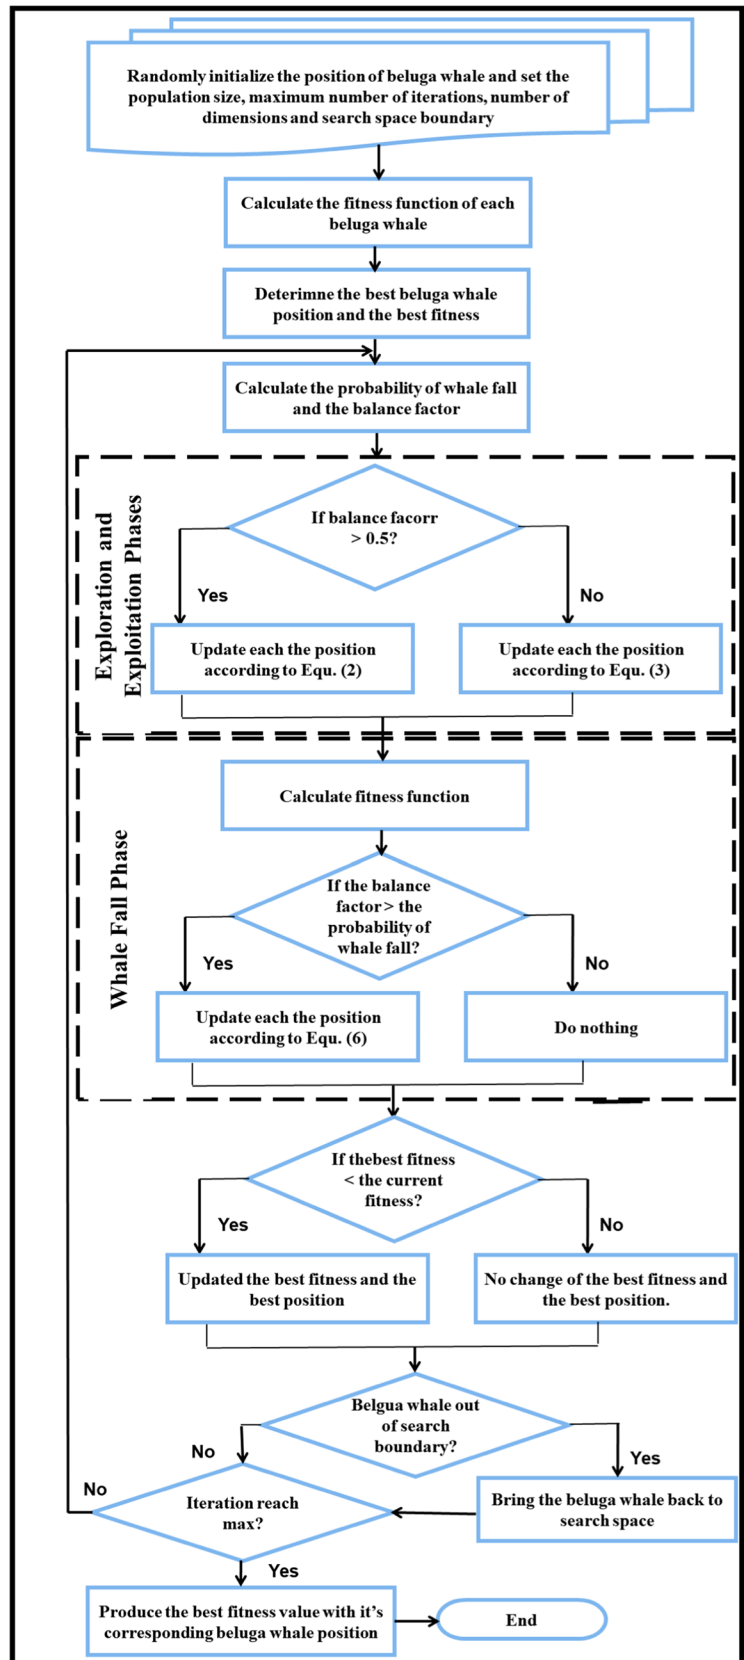 Randomly initialize the position of beluga whale and set the
population size, maximum number of iterations, number of
dimensions and search space boundary
Calculate the fitness function of each
beluga whale
Deterimne the best beluga whale
position and the best fitness
Calculate the probability of whale fall
and the balance factor
Exploration and
Exploitation Phases
If balance facorr
> 0.5?
Yes
No
Update each the position
according to Equ. (2)
Update each the position
according to Equ. (3)
Whale Fall Phase
Calculate fitness function
If the balance
factor> the
probability of
whale fall?
Yes
No
Update each the position
according to Equ. (6)
Do nothing
If thebest fitness
< the current
fitness?
Yes
No
Updated the best fitness and the
best position
No change of the best fitness and
the best position.
Belgua whale out
of search
boundary?
No
Yes
Bring the beluga whale back to
search space
No
Iteration reach
max?
Yes
Produce the best fitness value with it's
corresponding beluga whale position
End